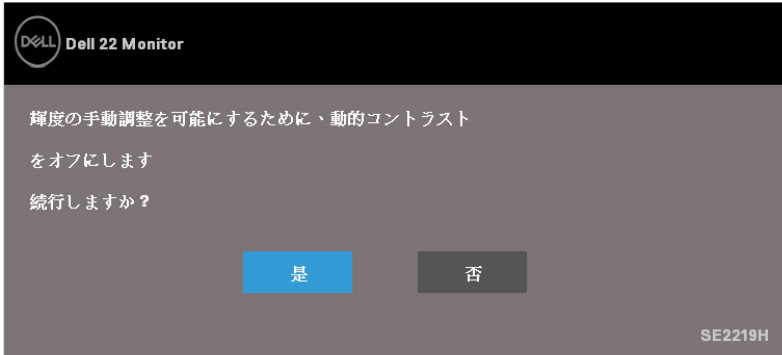 DELL Dell 22 Monitor
輝度の手動調整を可能にするために、動的コントラスト
をオフにします
続行しますか?
是 否
SE2219H